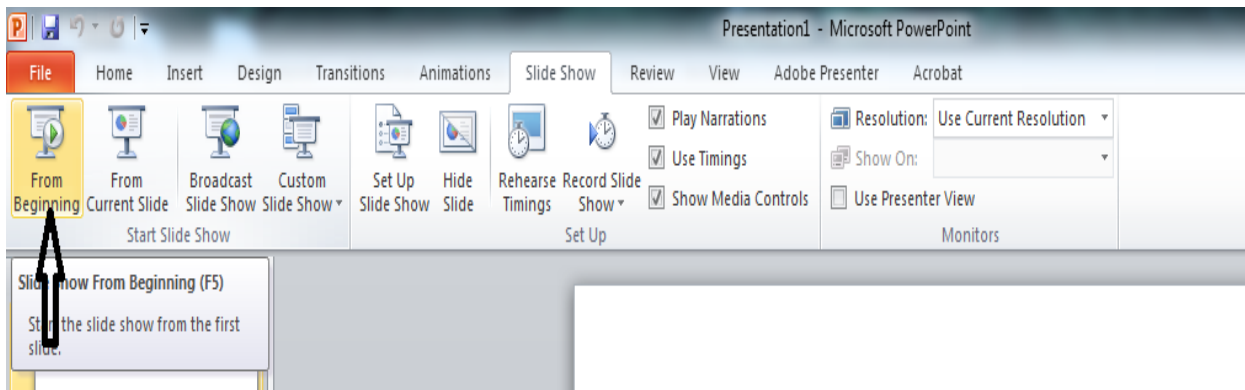 Presentation1 - Microsoft PowerPoint
File Home Insert Design Transitions Animations Slide Show Review View Adobe Presenter Acrobat
From Beginning
From Current Slide
Broadcast Slide Show
Custom Slide Show
Set Up Slide Show
Hide Slide
Rehearse Timings
Record Slide Show
Play Narrations
Use Timings
Show Media Controls
Resolution: Use Current Resolution
Show On:
Use Presenter View
Start Slide Show
Set Up
Monitors
Slide Show From Beginning (F5)
Start the slide show from the first
slide.